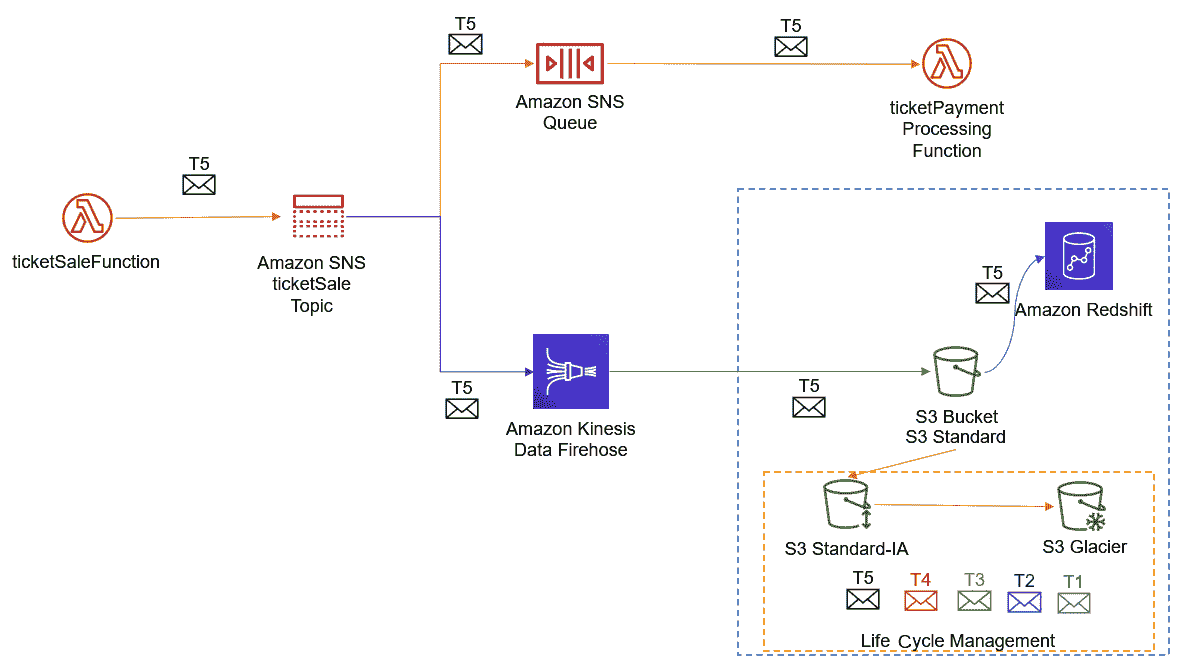 T5
T5
Amazon SNS
Queue
ticketPayment
Processing
Function
T5
ticketSaleFunction
Amazon SNS
ticketSale
Topic
T5
Amazon Redshift
T5
T5
Amazon Kinesis
Data Firehose
S3 Bucket
S3 Standard
S3 Standard-IA
S3 Glacier
T5
T4
T3
T2
T1
Life Cycle Management